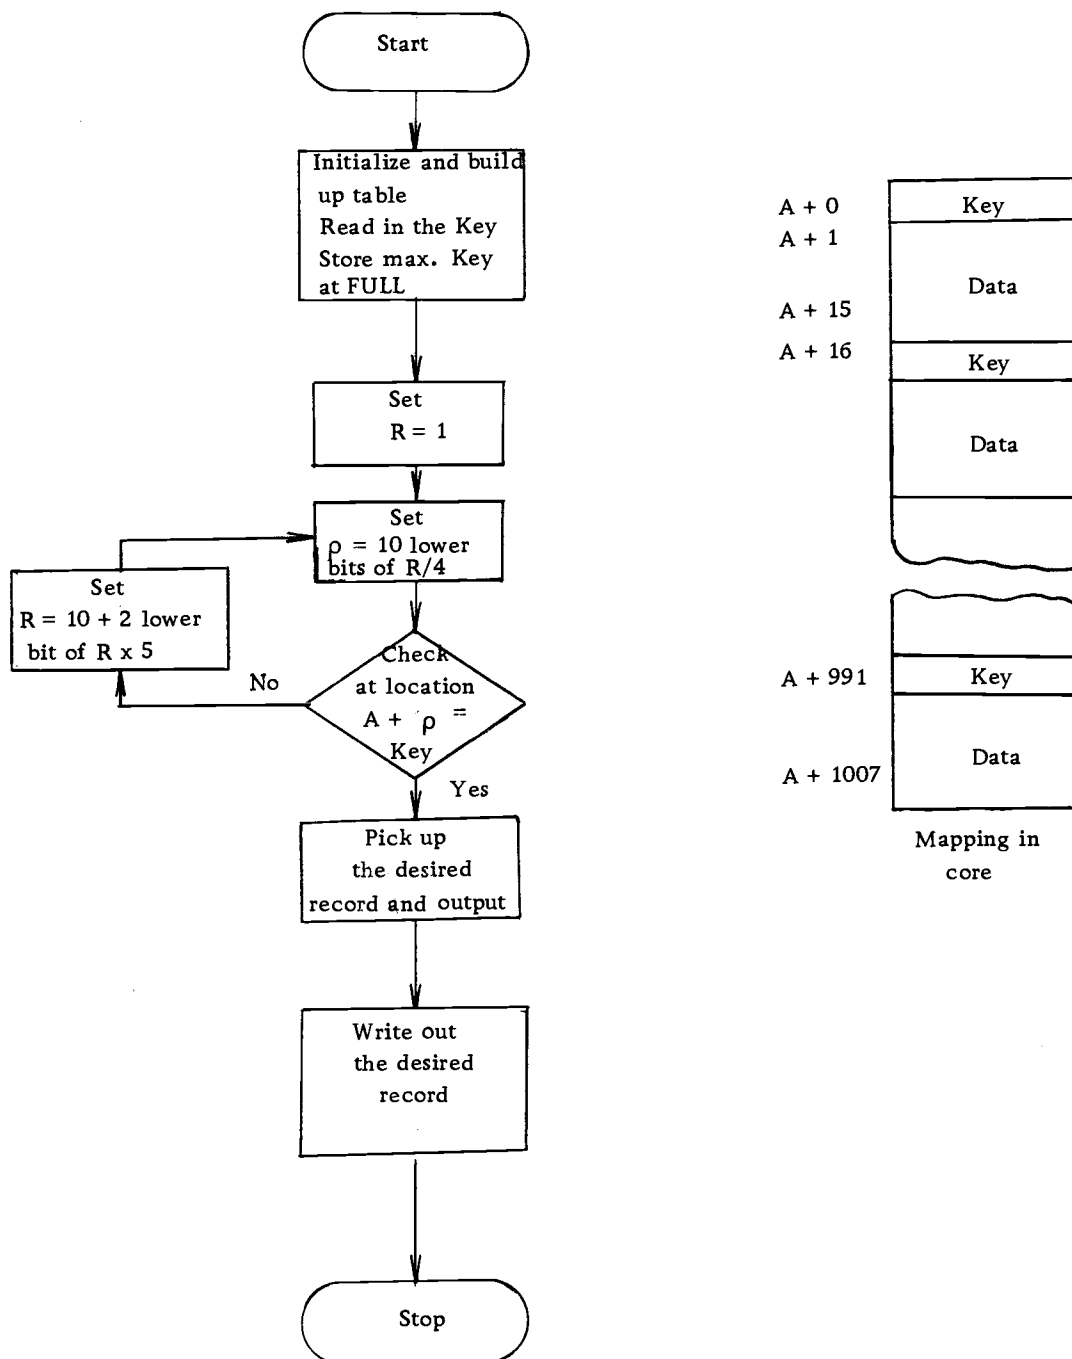 Start
Initialize and build
up table
Read in the Key
Store max. Key
at FULL
Set
R = 1
Set
ρ = 10 lower
bits of R/4
Set
R = 10 + 2 lower
bit of R x 5
No
Check
at location
A + ρ =
Key
Yes
Pick up
the desired
record and output
Write out
the desired
record
Stop
A + 0
Key
A + 1
Data
A + 15
A + 16
Key
Data
A + 991
Key
Data
A + 1007
Mapping in
core